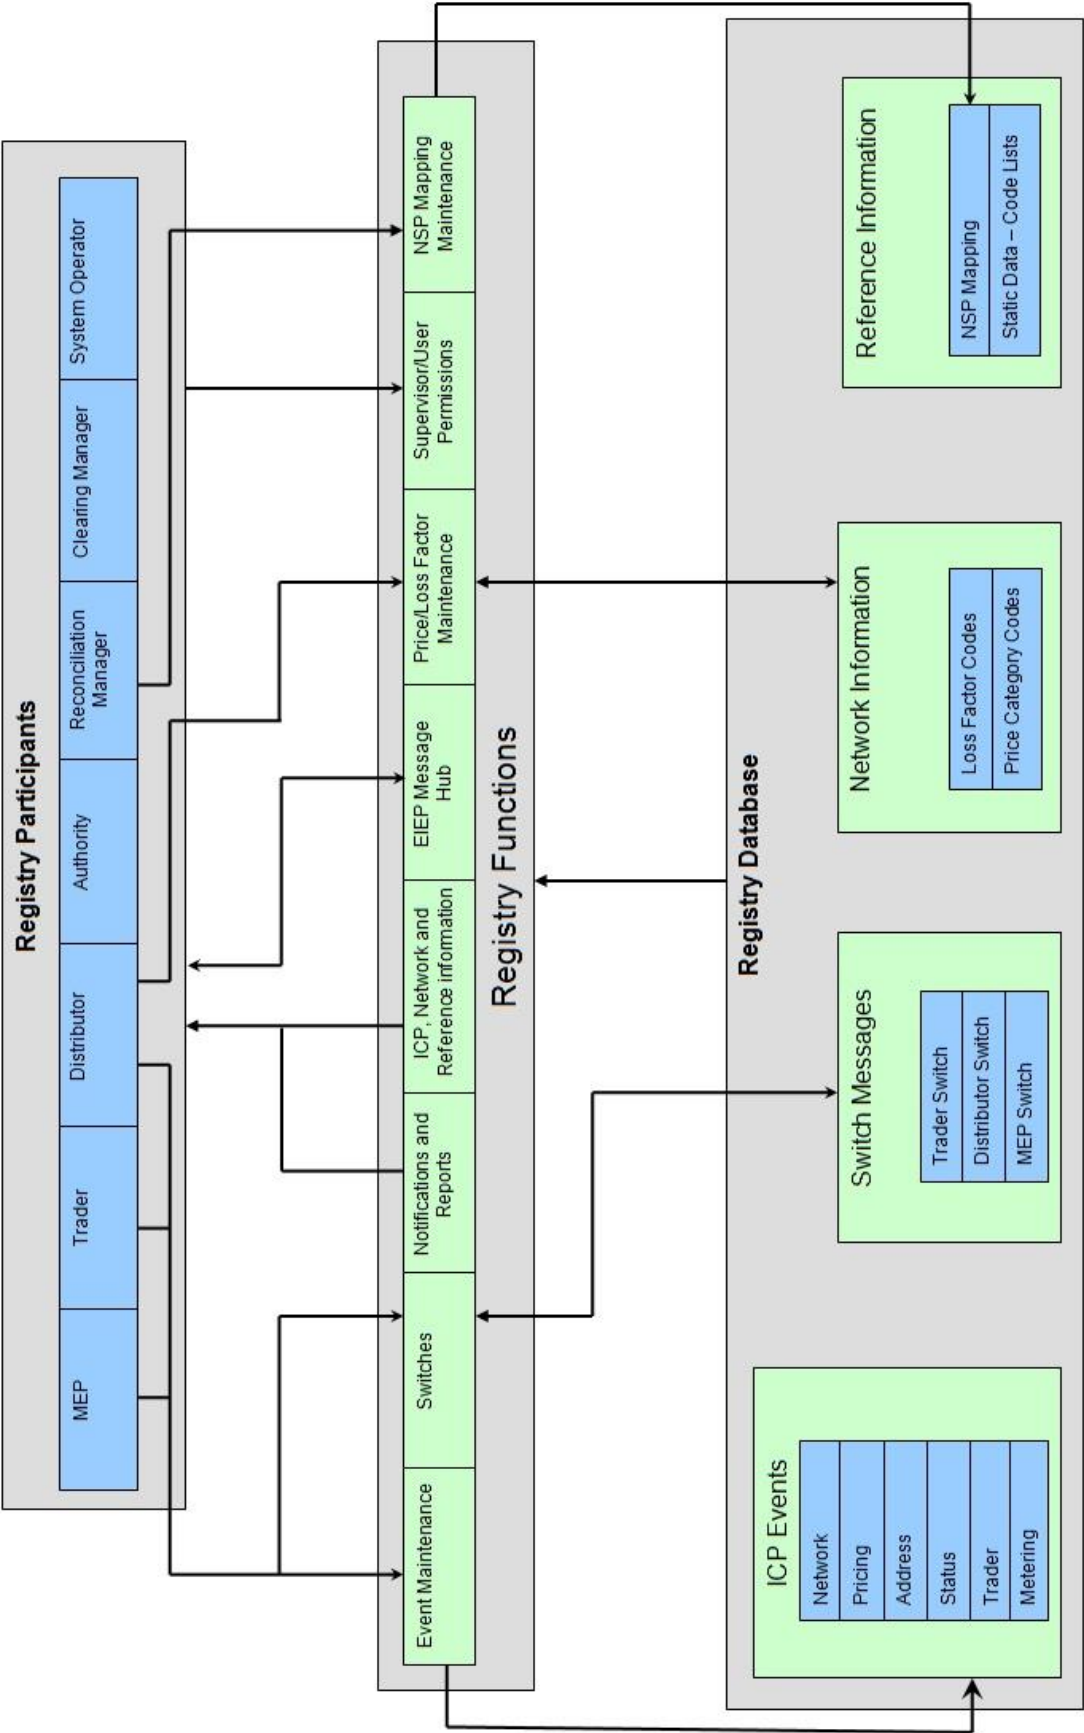 Registry Participants
MEP
Trader
Distributor
Authority
Reconciliation
Manager
Clearing Manager
System Operator
Event Maintenance
Switches
Notifications and
Reports
ICP, Network and
Reference information
EIEP Message
Hub
Price/Loss Factor
Maintenance
Supervisor/User
Permissions
NSP Mapping
Maintenance
Registry Functions
Registry Database
ICP Events
Network
Pricing
Address
Status
Trader
Metering
Switch Messages
Trader Switch
Distributor Switch
MEP Switch
Network Information
Loss Factor Codes
Price Category Codes
Reference Information
NSP Mapping
Static Data – Code Lists